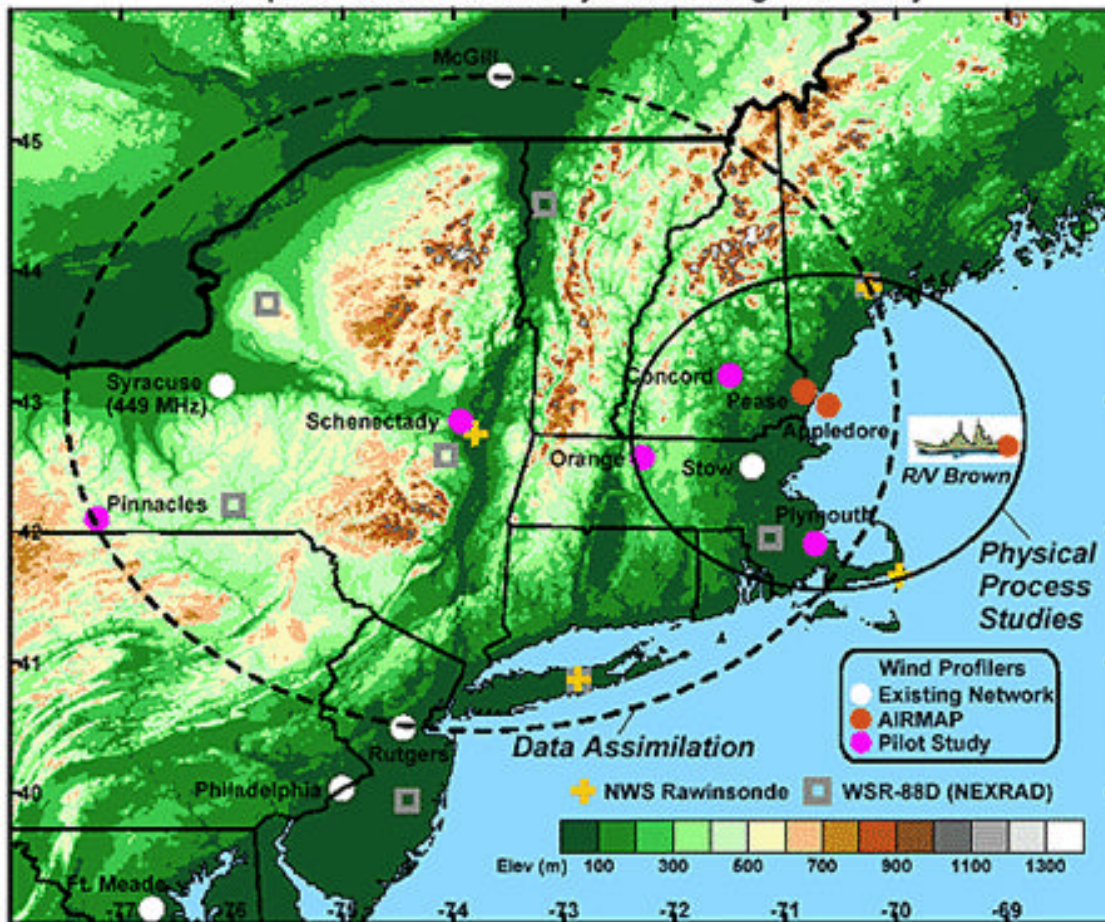 McGill
45
44
Syracuse
(449 MHz)
43
Concord
Pease
Schenectady
Appledore
Orange
Stow
R/V Brown
Pinnacles
42
Plymouth
Physical
Process
Studies
41
Wind Profilers
Existing Network
AIRMAP
Pilot Study
Rutgers
Data Assimilation
Philadelphia
40
NWS Rawinsonde
WSR-88D (NEXRAD)
Elev (m) 100 300 500 700 900 1100 1300
Ft. Meade
-77 -76 -75 -74 -73 -72 -71 -70 -69